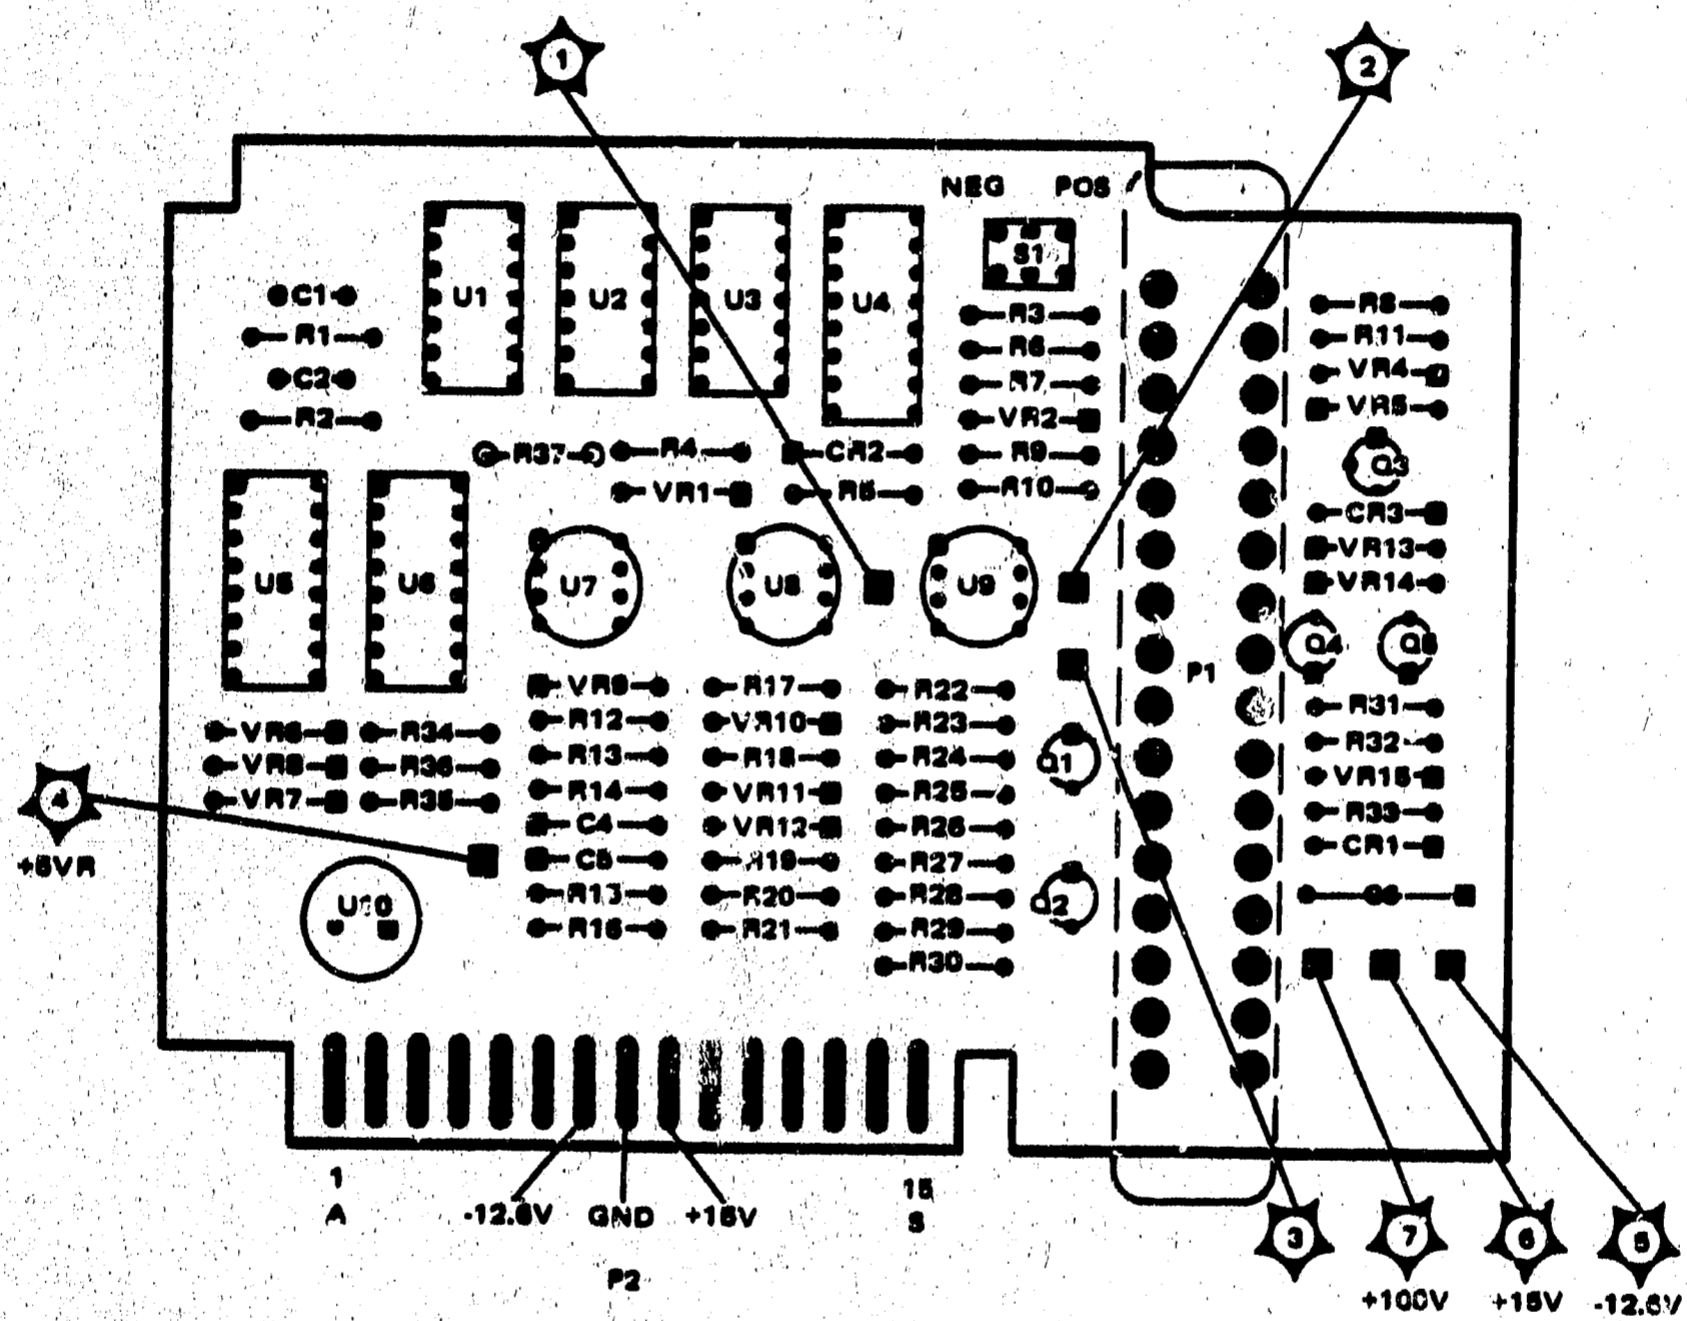 1
2
NEG POS
S1
U1 U2 U3 U4
C1
R1
C2
R2
R3
R6
R7
VR2
R9
R10
R8
R11
VR4
VR5
Q3
CR3
VR13
VR14
Q4 Q5
R37 R4 CR2
VR1 R5
U5 U6 U7 U8 U9
P1
VR9 R17 R22
R12 VR10 R23
R13 R18 R24
R14 VR11 R25
C4 VR12 R26
C5 R19 R27
R20 R28
R16 R21 R29
R30
VR6 R34
VR8 R36
VR7 R35
Q1
Q2
R31
R32
VR15
R33
CR1
C6
4
+5VR
U10
1 15
A S
-12.6V GND +15V
P2
3 7 6 5
+100V +15V -12.6V